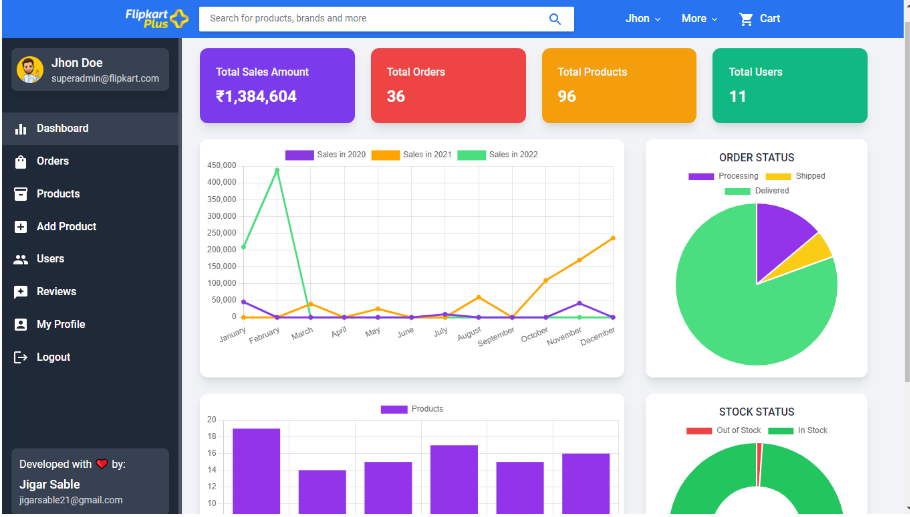 Flipkart
Plus
Search for products, brands and more
Jhon
More
Cart
Jhon Doe
superadmin@flipkart.com
Dashboard
Orders
Products
Add Product
Users
Reviews
My Profile
Logout
Developed with ❤️ by:
Jigar Sable
jigarsable21@gmail.com
Total Sales Amount
₹1,384,604
Total Orders
36
Total Products
96
Total Users
11
Sales in 2020
Sales in 2021
Sales in 2022
450,000
400,000
350,000
300,000
250,000
200,000
150,000
100,000
50,000
0
January
February
March
April
May
June
July
August
September
October
November
December
ORDER STATUS
Processing
Shipped
Delivered
Products
20
18
16
14
12
10
STOCK STATUS
Out of Stock
In Stock